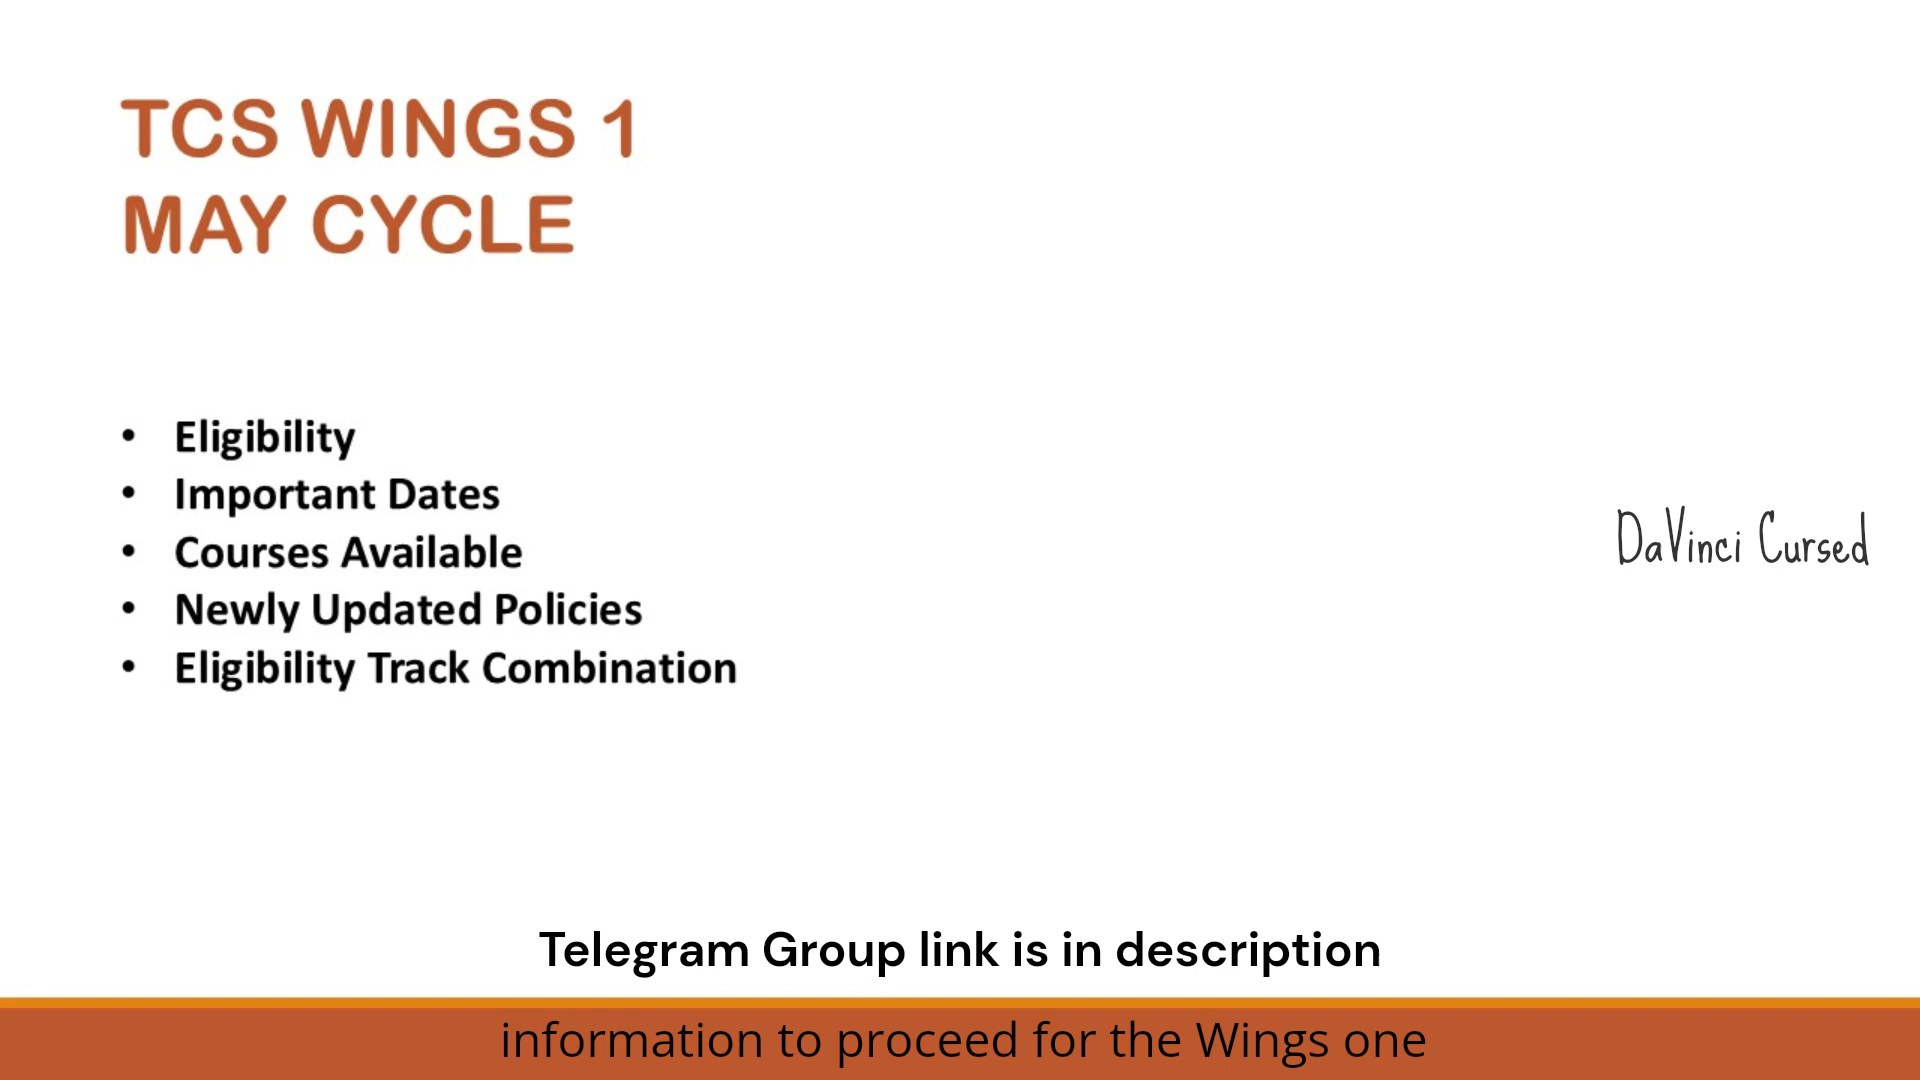 TCS WINGS 1
MAY CYCLE
• Eligibility
• Important Dates
• Courses Available
• Newly Updated Policies
• Eligibility Track Combination
DaVinci Cursed
Telegram Group link is in description
information to proceed for the Wings one